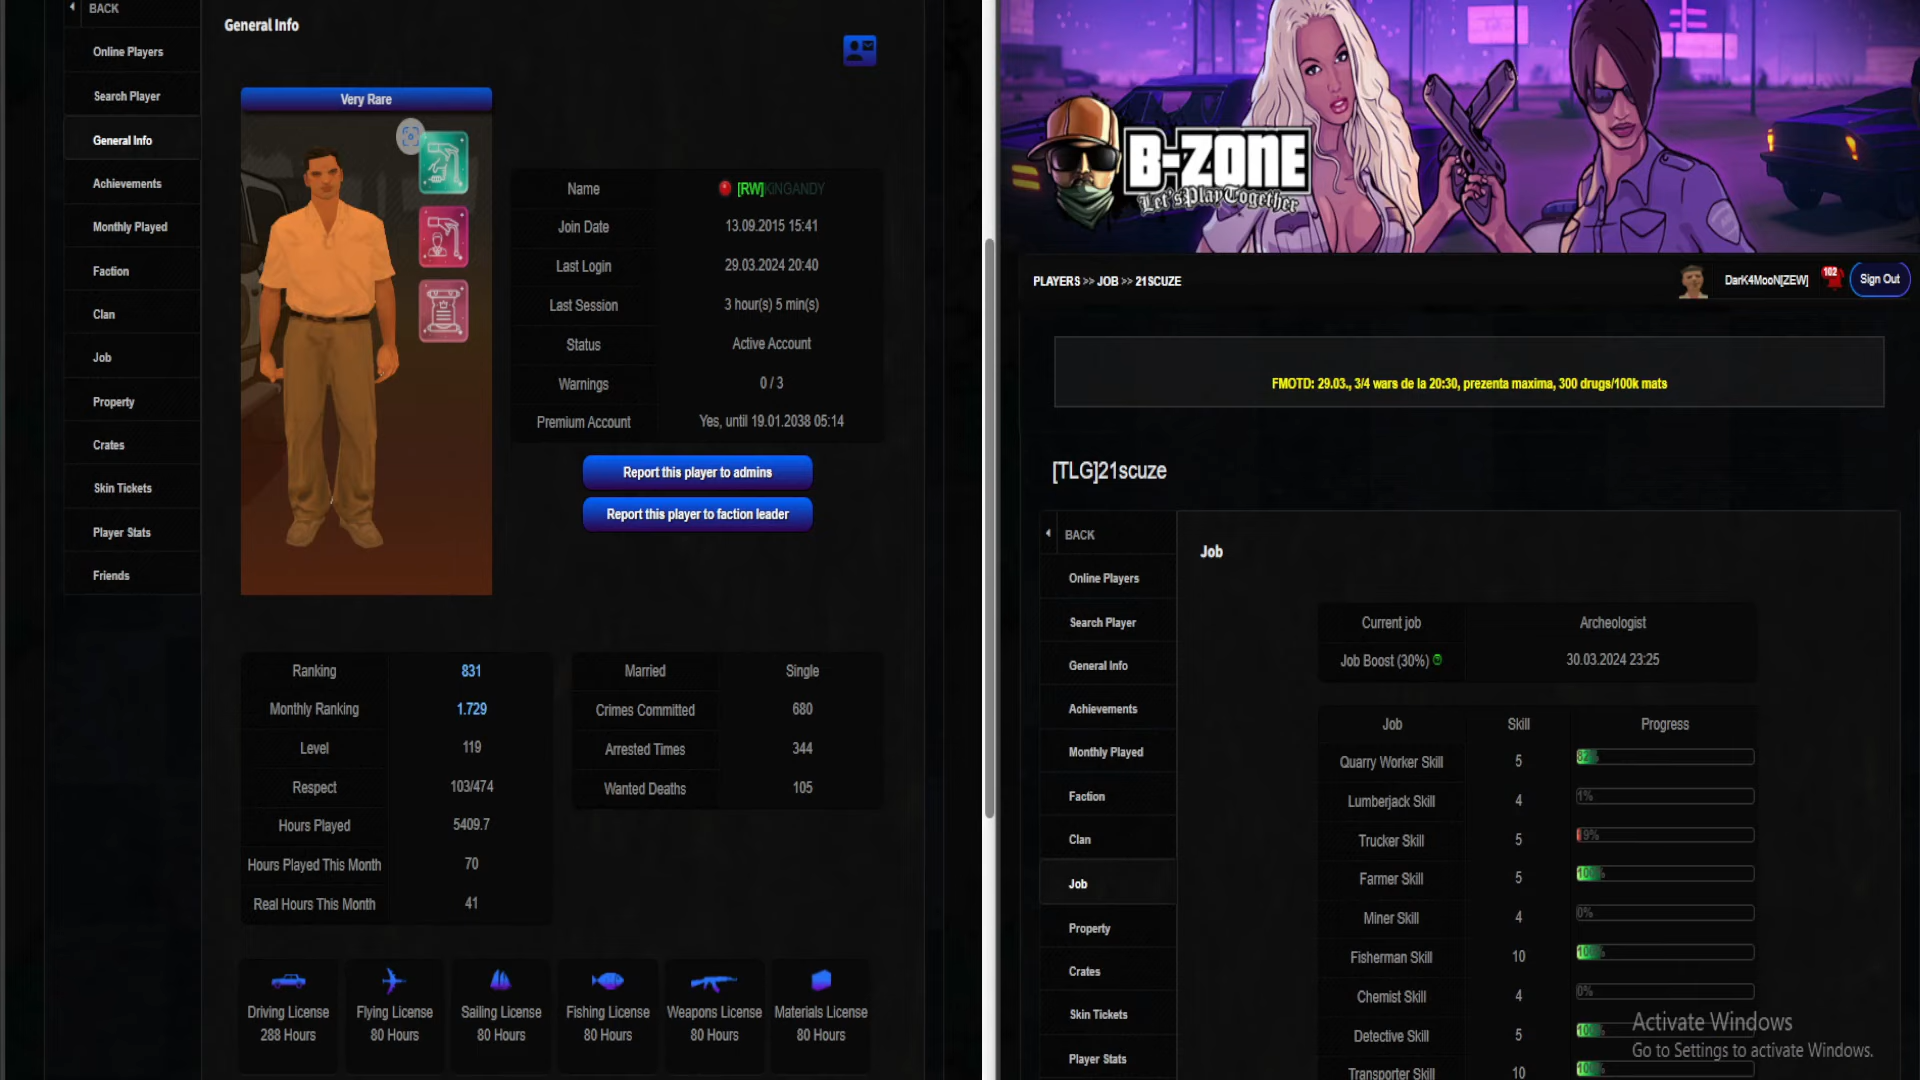 BACK
Online Players
Search Player
General Info
Achievements
Monthly Played
Faction
Clan
Job
Property
Crates
Skin Tickets
Player Stats
Friends
General Info
Very Rare
Name [RW]KINGANDY
Join Date 13.09.2015 15:41
Last Login 29.03.2024 20:40
Last Session 3 hour(s) 5 min(s)
Status Active Account
Warnings 0 / 3
Premium Account Yes, until 19.01.2038 05:14
Report this player to admins
Report this player to faction leader
Ranking 831
Monthly Ranking 1.729
Level 119
Respect 103/474
Hours Played 5409.7
Hours Played This Month 70
Real Hours This Month 41
Married Single
Crimes Committed 680
Arrested Times 344
Wanted Deaths 105
Driving License
288 Hours
Flying License
80 Hours
Sailing License
80 Hours
Fishing License
80 Hours
Weapons License
80 Hours
Materials License
80 Hours
B-ZONE
Let's Play Together
PLAYERS >> JOB >> 21SCUZE
DarK4MooN[ZEW]
102
Sign Out
FMOTD: 29.03., 3/4 wars de la 20:30, prezenta maxima, 300 drugs/100k mats
[TLG]21scuze
BACK
Online Players
Search Player
General Info
Achievements
Monthly Played
Faction
Clan
Job
Property
Crates
Skin Tickets
Player Stats
Job
Current job Archeologist
Job Boost (30%) 30.03.2024 23:25
Job Skill Progress
Quarry Worker Skill 5 82%
Lumberjack Skill 4 1%
Trucker Skill 5 9%
Farmer Skill 5 100%
Miner Skill 4 0%
Fisherman Skill 10 100%
Chemist Skill 4 0%
Detective Skill 5 100%
Transporter Skill 10 100%
Activate Windows
Go to Settings to activate Windows.